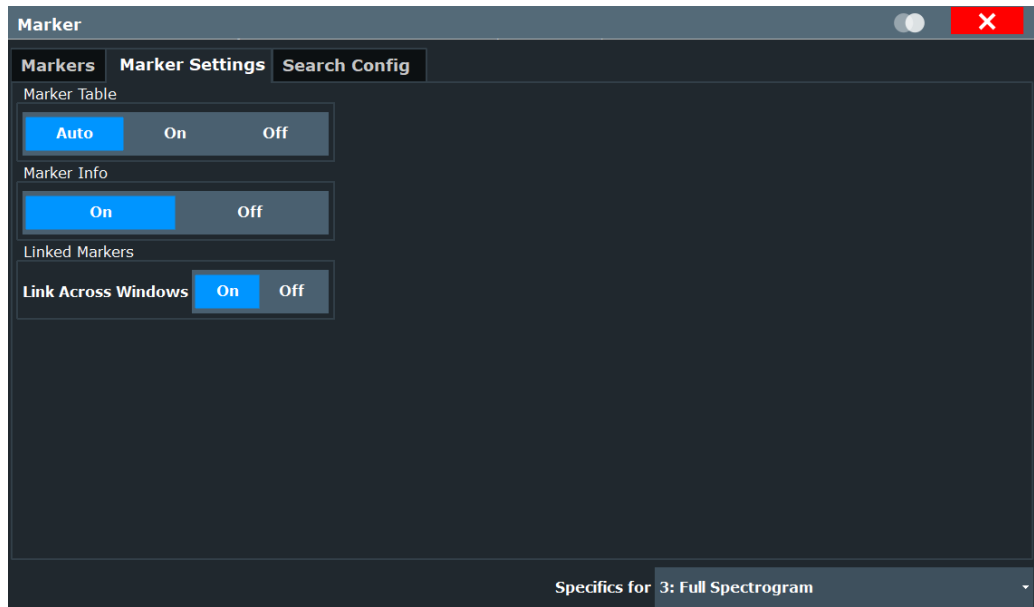 Marker
Markers Marker Settings Search Config
Marker Table
Auto On Off
Marker Info
On Off
Linked Markers
Link Across Windows On Off
Specifics for 3: Full Spectrogram